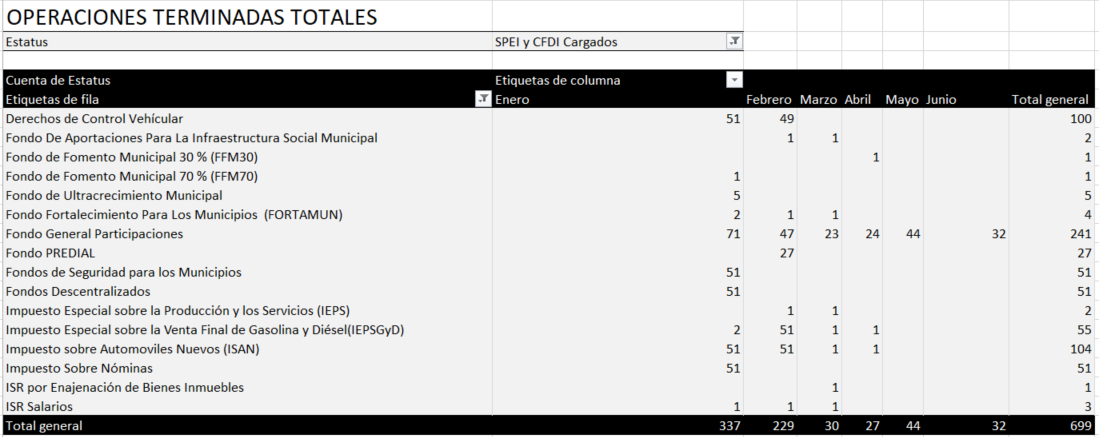 OPERACIONES TERMINADAS TOTALES
Estatus SPEI y CFDI Cargados
Cuenta de Estatus Etiquetas de columna
Etiquetas de fila Enero Febrero Marzo Abril Mayo Junio Total general
Derechos de Control Vehícular 51 49 100
Fondo De Aportaciones Para La Infraestructura Social Municipal 1 1 2
Fondo de Fomento Municipal 30 % (FFM30) 1 1
Fondo de Fomento Municipal 70 % (FFM70) 1 1
Fondo de Ultracrecimiento Municipal 5 5
Fondo Fortalecimiento Para Los Municipios (FORTAMUN) 2 1 1 4
Fondo General Participaciones 71 47 23 24 44 32 241
Fondo PREDIAL 27 27
Fondos de Seguridad para los Municipios 51 51
Fondos Descentralizados 51 51
Impuesto Especial sobre la Producción y los Servicios (IEPS) 1 1 2
Impuesto Especial sobre la Venta Final de Gasolina y Diésel(IEPSGyD) 2 51 1 1 55
Impuesto sobre Automoviles Nuevos (ISAN) 51 51 1 1 104
Impuesto Sobre Nóminas 51 51
ISR por Enajenación de Bienes Inmuebles 1 1
ISR Salarios 1 1 1 3
Total general 337 229 30 27 44 32 699